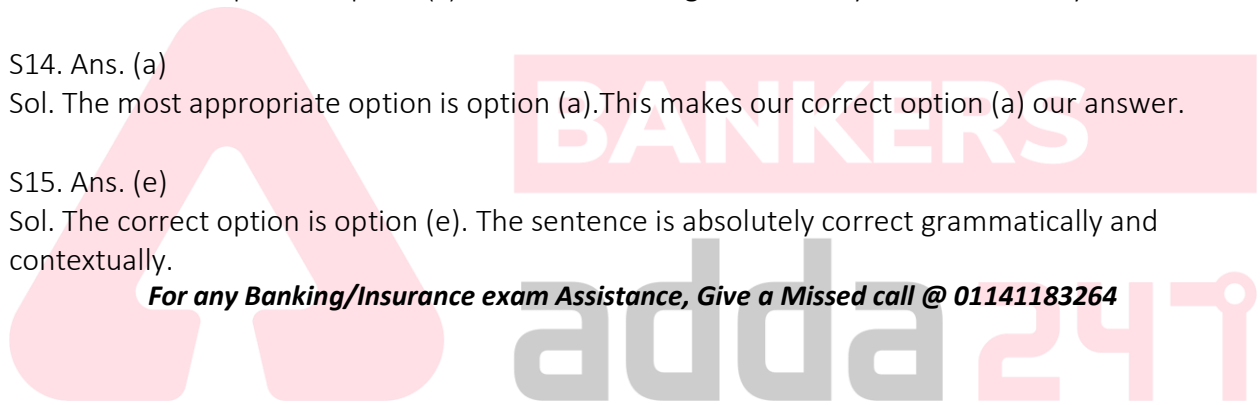 S14. Ans. (a)
Sol. The most appropriate option is option (a).This makes our correct option (a) our answer.
S15. Ans. (e)
Sol. The correct option is option (e). The sentence is absolutely correct grammatically and
contextually.
For any Banking/Insurance exam Assistance, Give a Missed call @ 01141183264
BANKERS
adda 247